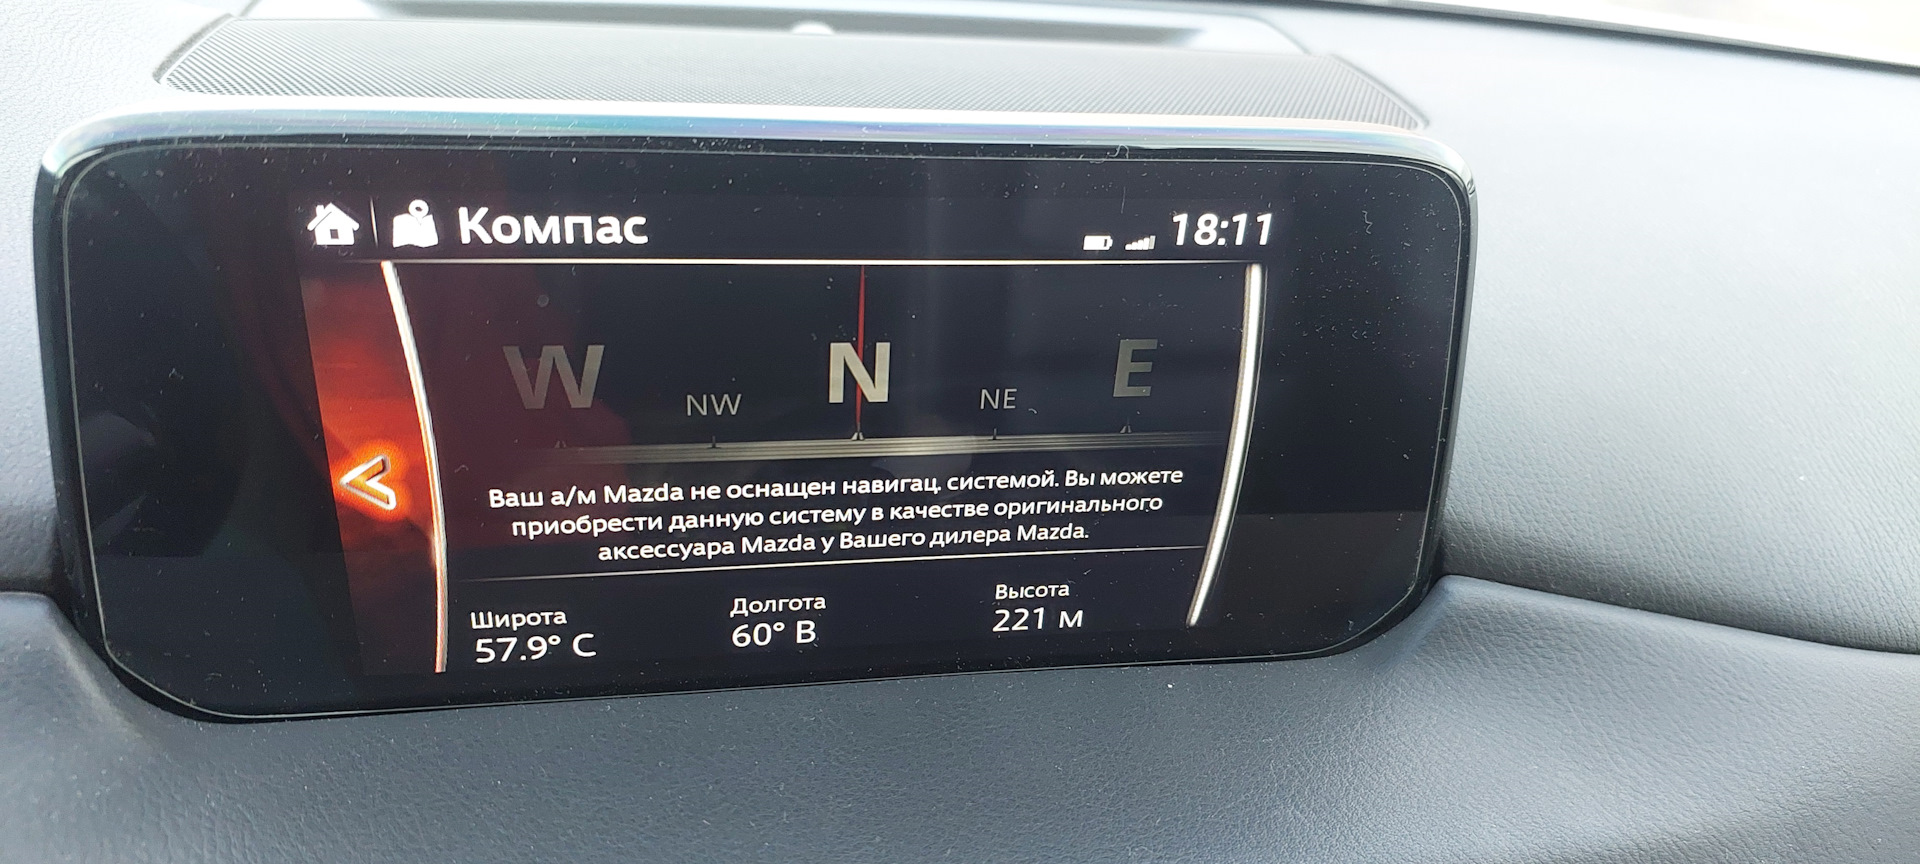 Компас
18:11
W NW N NE E
Ваш а/м Mazda не оснащен навигац. системой. Вы можете
приобрести данную систему в качестве оригинального
аксессуара Mazda у Вашего дилера Mazda.
Широта Долгота Высота
57.9° С 60° В 221 м